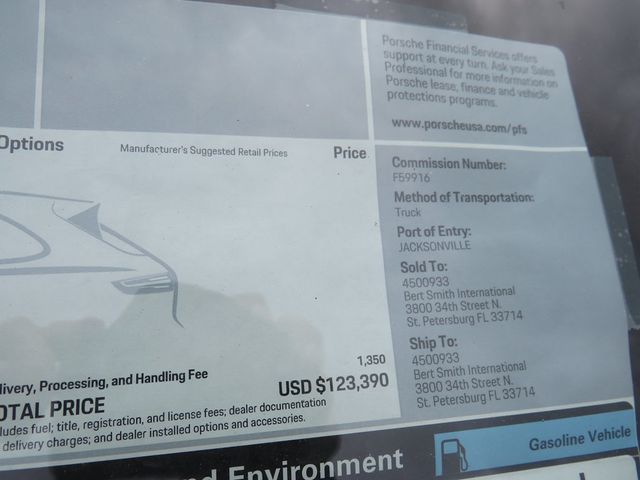 Porsche Financial Services offers
support at every turn. Ask your Sales
Professional for more information on
Porsche lease, finance and vehicle
protections programs.
www.porscheusa.com/pfs
Options
Manufacturer's Suggested Retail Prices
Price
Commission Number:
F59916
Method of Transportation:
Truck
Port of Entry:
JACKSONVILLE
Sold To:
4500933
Bert Smith International
3800 34th Street N.
St. Petersburg FL 33714
Ship To:
4500933
Bert Smith International
3800 34th Street N.
St. Petersburg FL 33714
livery, Processing, and Handling Fee
1,350
OTAL PRICE
USD $123,390
ludes fuel; title, registration, and license fees; dealer documentation
delivery charges; and dealer installed options and accessories.
d Environment
Gasoline Vehicle